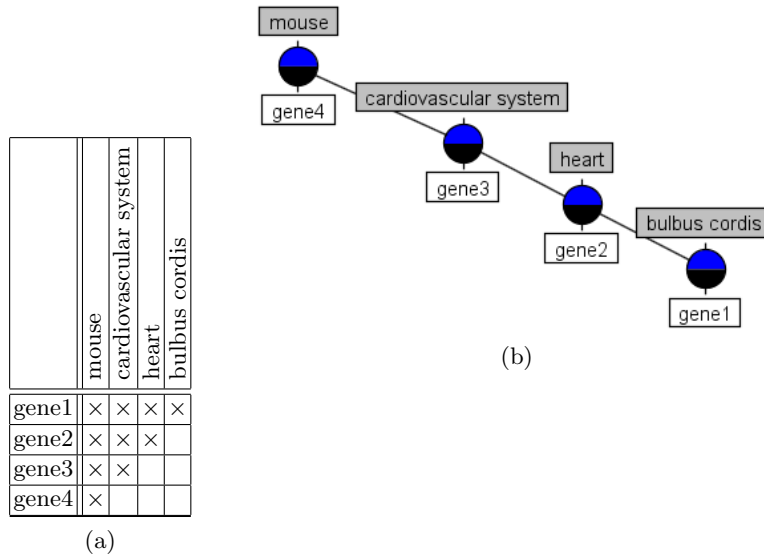 mouse
gene4
cardiovascular system
gene3
heart
gene2
bulbus cordis
gene1
(b)
mouse
cardiovascular system
heart
bulbus cordis
gene1 × × × ×
gene2 × × ×
gene3 × ×
gene4 ×
(a)